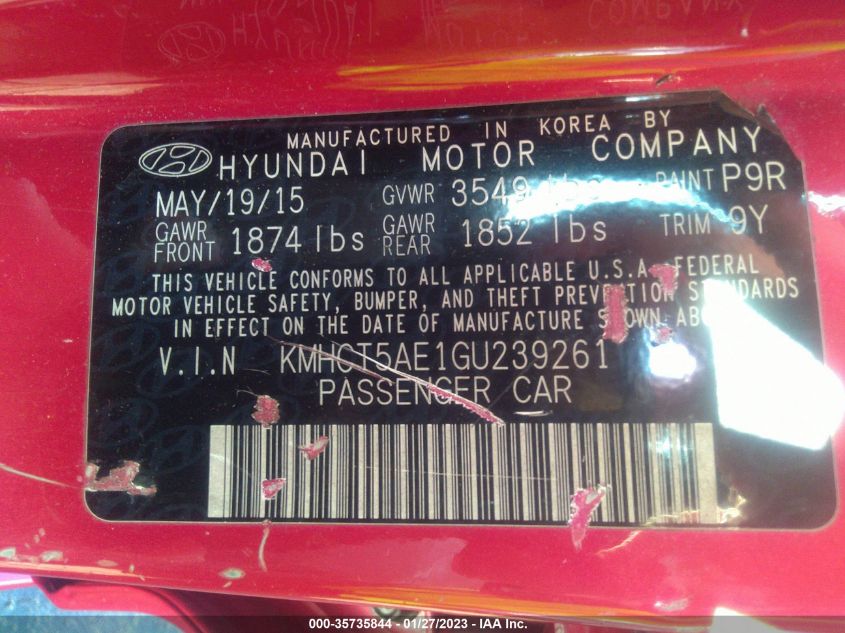 MANUFACTURED IN KOREA BY
HYUNDAI MOTOR COMPANY
MAY/19/15 GVWR 3549 lbs PAINT P9R
GAWR FRONT 1874 lbs GAWR REAR 1852 lbs TRIM 9Y
THIS VEHICLE CONFORMS TO ALL APPLICABLE U.S.A. FEDERAL
MOTOR VEHICLE SAFETY, BUMPER, AND THEFT PREVENTION STANDARDS
IN EFFECT ON THE DATE OF MANUFACTURE SHOWN
V.I.N KMHCT5AE1GU239261
PASSENGER CAR
000-35735844 - 01/27/2023 - IAA Inc.